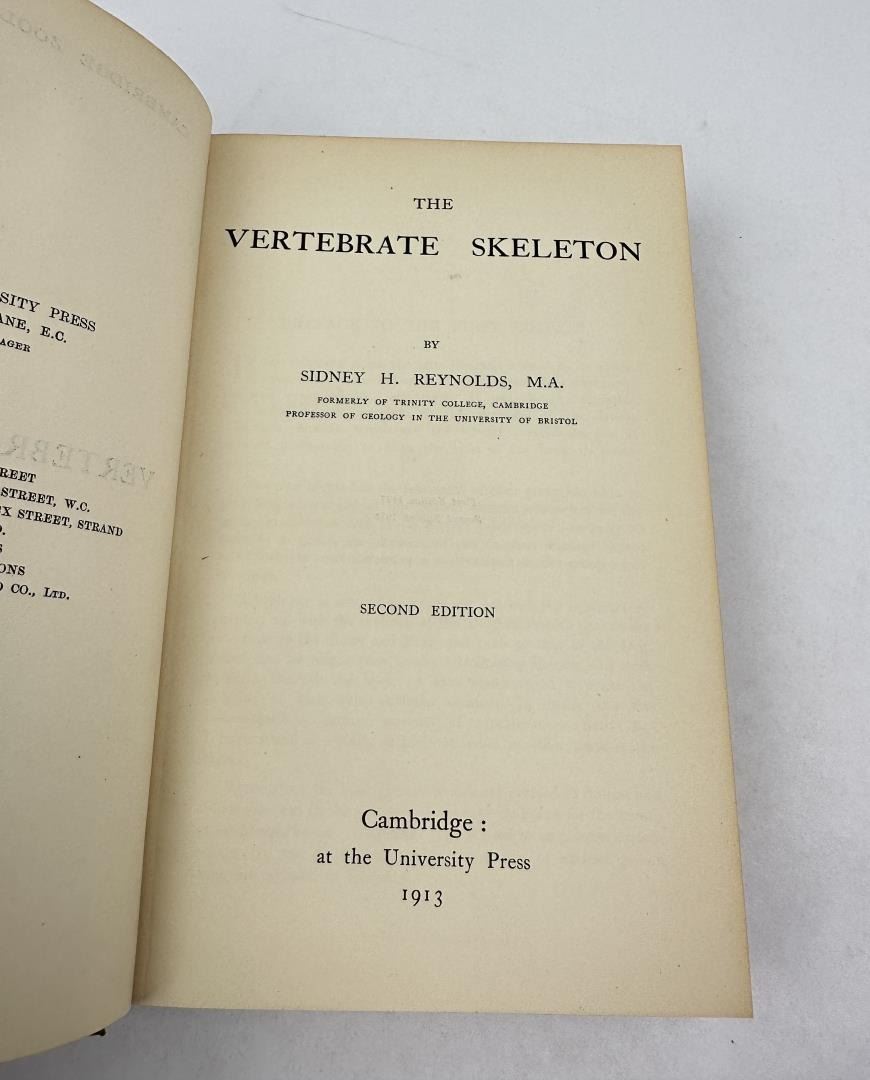 SITY PRESS
ANE, E.C.
AGER
REET
STREET, W.C.
X STREET, STRAND
ONS
CO., LTD.
THE
VERTEBRATE SKELETON
BY
SIDNEY H. REYNOLDS, M.A.
FORMERLY OF TRINITY COLLEGE, CAMBRIDGE
PROFESSOR OF GEOLOGY IN THE UNIVERSITY OF BRISTOL
SECOND EDITION
Cambridge :
at the University Press
1913